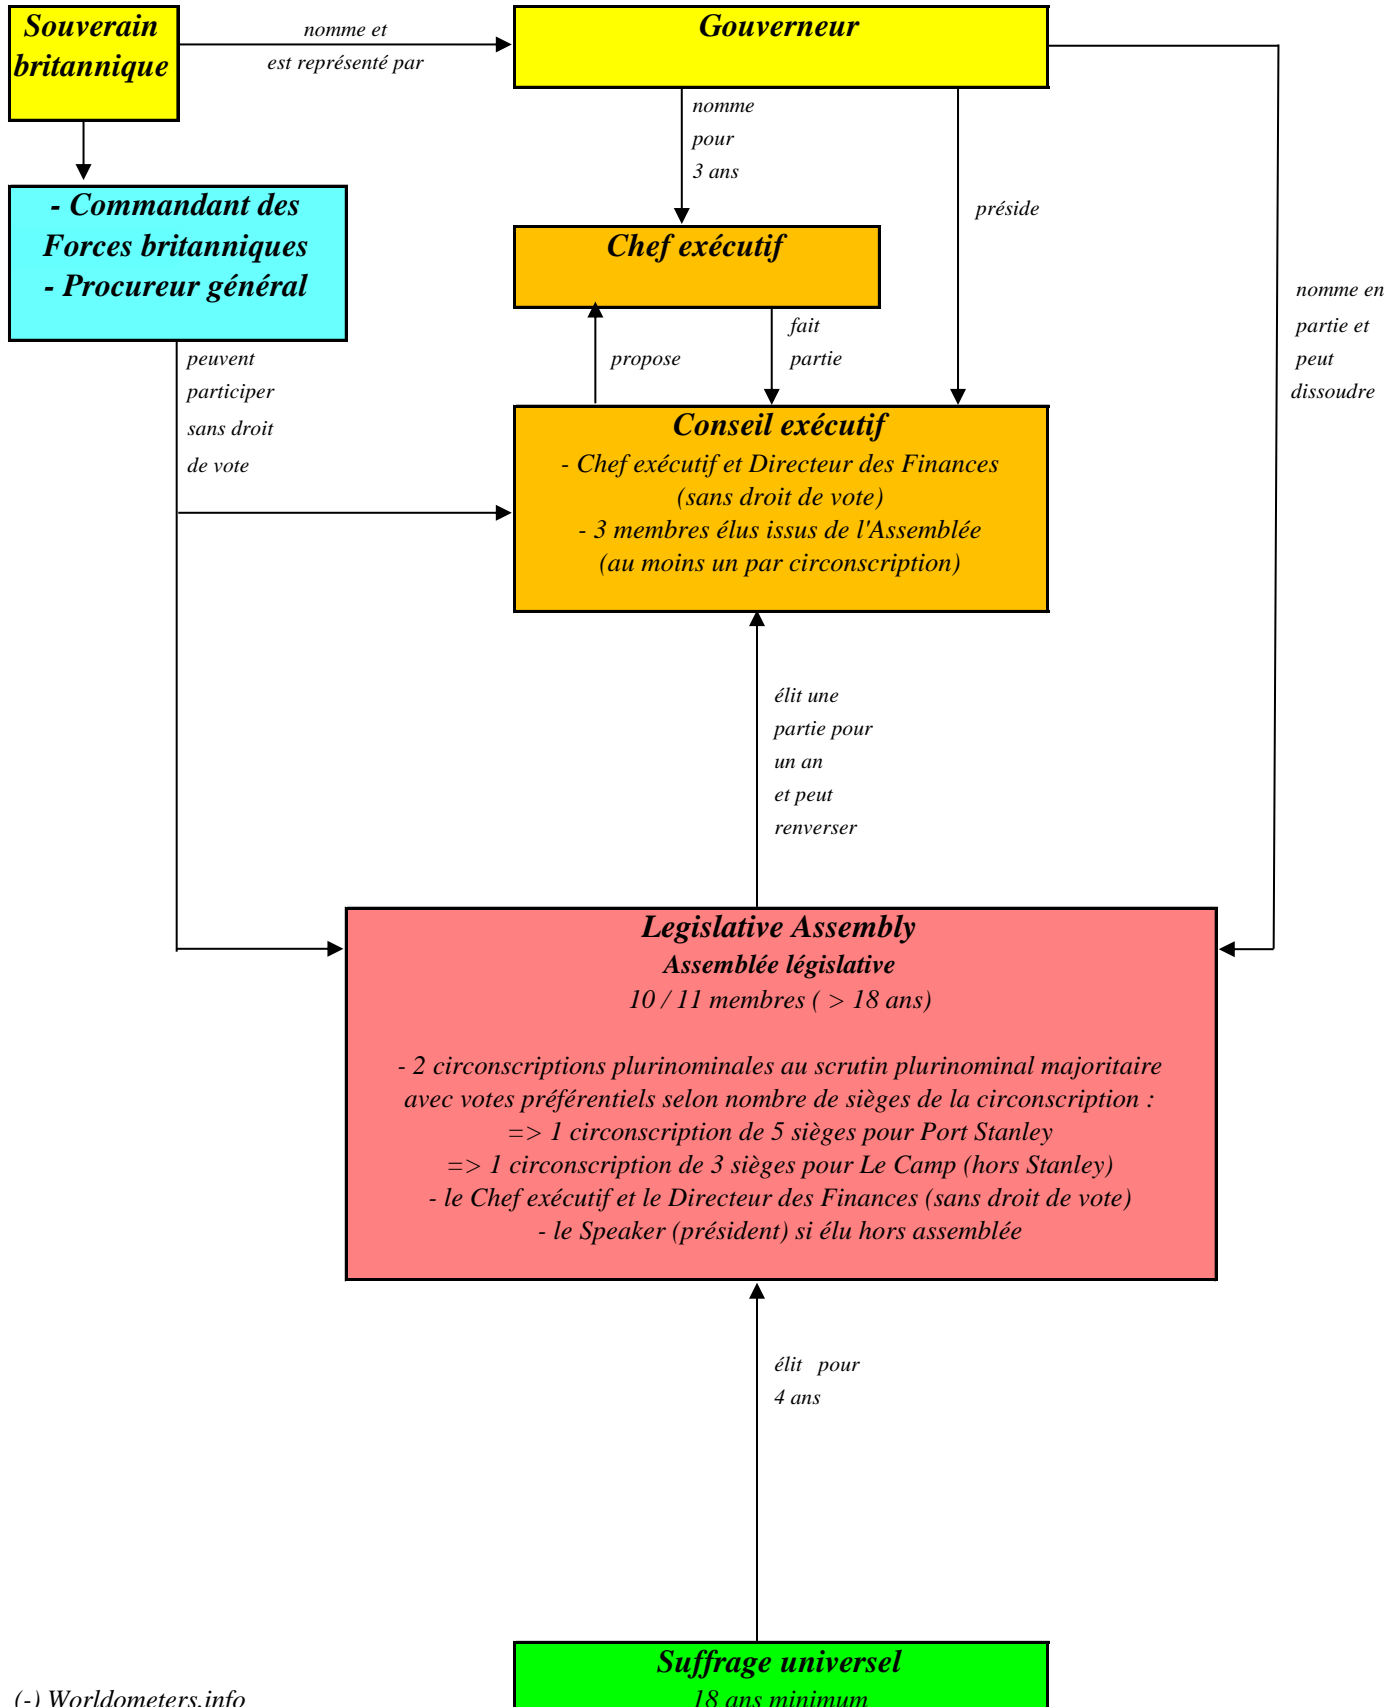 Souverain
britannique
nomme et
est représenté par
Gouverneur
nomme
pour
3 ans
préside
- Commandant des
Forces britanniques
- Procureur général
Chef exécutif
nomme en
partie et
peut
dissoudre
peuvent
participer
sans droit
de vote
propose
fait
partie
Conseil exécutif
- Chef exécutif et Directeur des Finances
(sans droit de vote)
- 3 membres élus issus de l'Assemblée
(au moins un par circonscription)
élit une
partie pour
un an
et peut
renverser
Legislative Assembly
Assemblée législative
10 / 11 membres ( > 18 ans)
- 2 circonscriptions plurinominales au scrutin plurinominal majoritaire
avec votes préférentiels selon nombre de sièges de la circonscription :
=> 1 circonscription de 5 sièges pour Port Stanley
=> 1 circonscription de 3 sièges pour Le Camp (hors Stanley)
- le Chef exécutif et le Directeur des Finances (sans droit de vote)
- le Speaker (président) si élu hors assemblée
élit pour
4 ans
Suffrage universel
18 ans minimum
(-) Worldometers.info